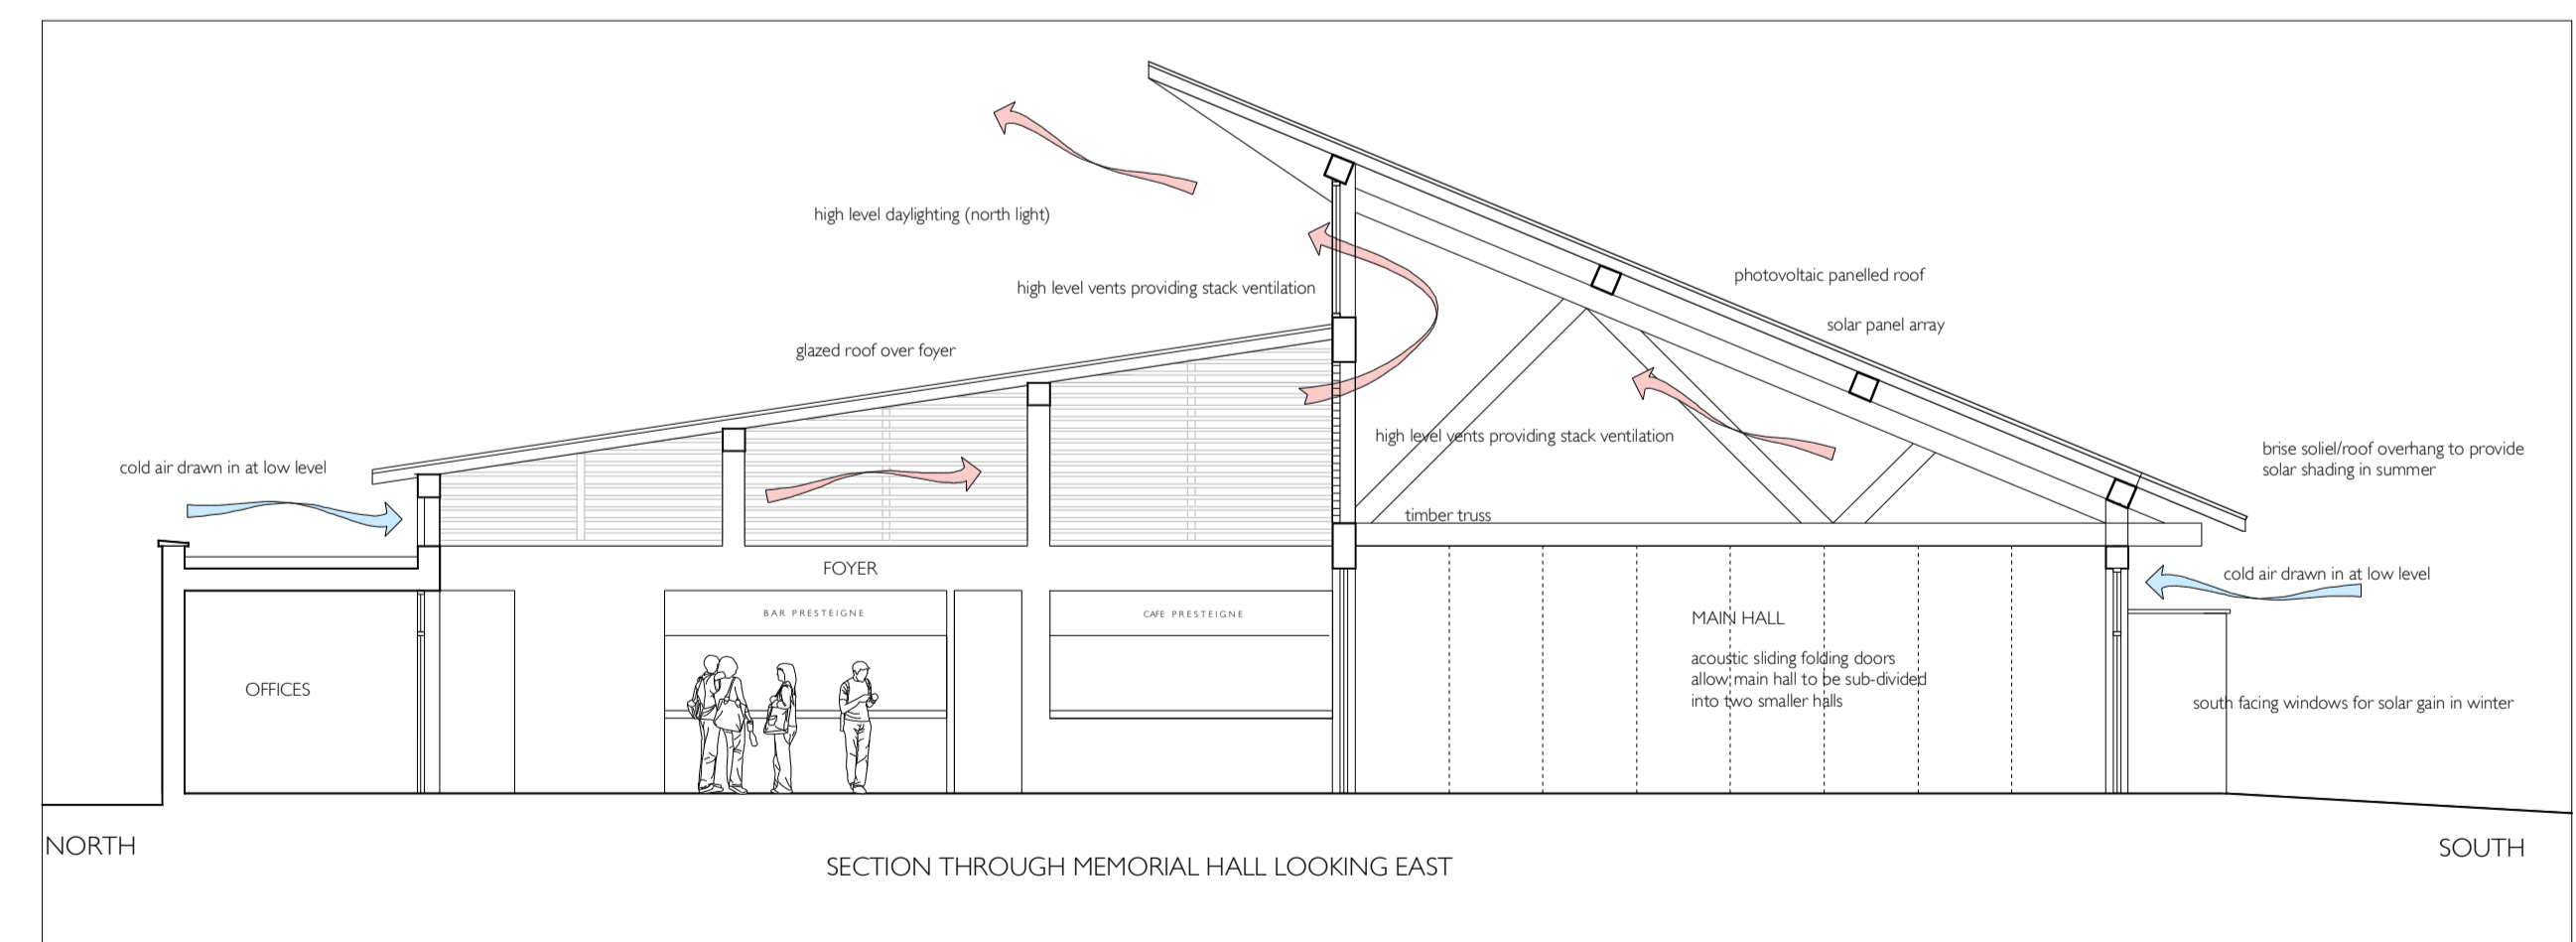 high level daylighting (north light)
high level vents providing stack ventilation
photovoltaic panelled roof
solar panel array
glazed roof over foyer
high level vents providing stack ventilation
brise soliel/roof overhang to provide
solar shading in summer
cold air drawn in at low level
timber truss
FOYER
cold air drawn in at low level
BAR PRESTEIGNE
CAFE PRESTEIGNE
MAIN HALL
acoustic sliding folding doors
allow main hall to be sub-divided
into two smaller halls
OFFICES
south facing windows for solar gain in winter
NORTH
SOUTH
SECTION THROUGH MEMORIAL HALL LOOKING EAST